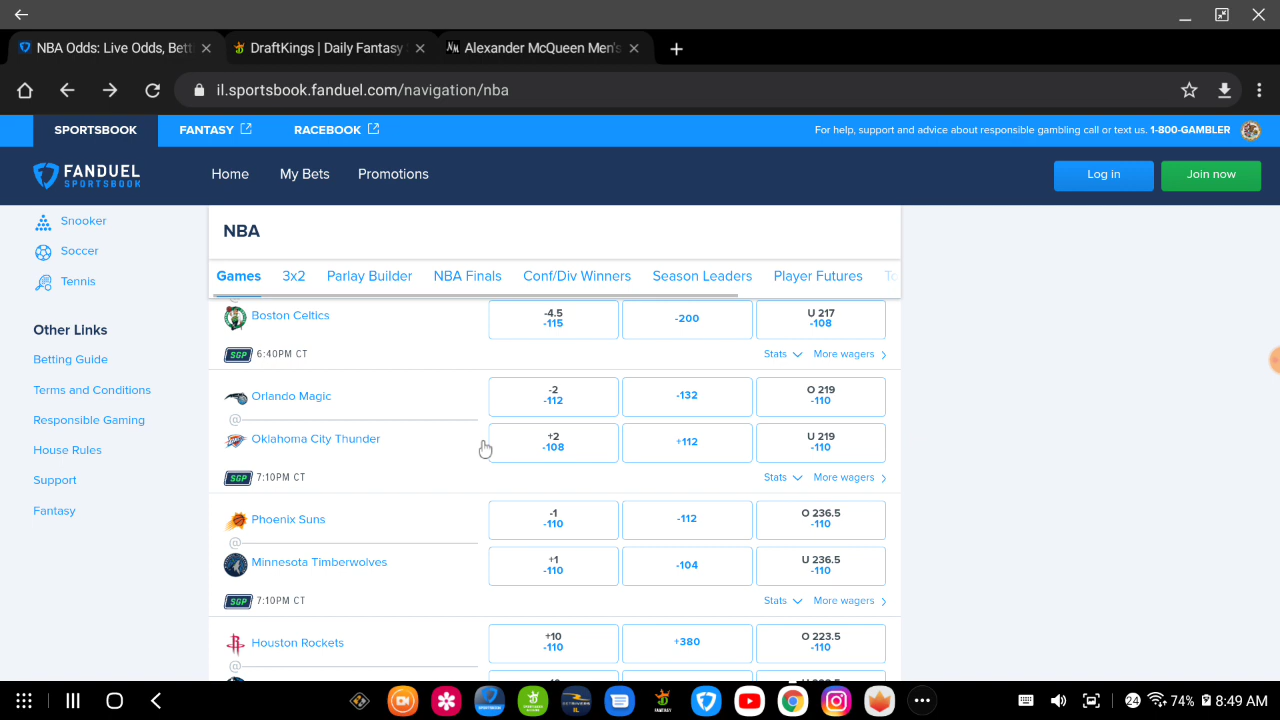 NBA Odds: Live Odds, Bett
DraftKings | Daily Fantasy
Alexander McQueen Men's
il.sportsbook.fanduel.com/navigation/nba
SPORTSBOOK
FANTASY
RACEBOOK
For help, support and advice about responsible gambling call or text us. 1-800-GAMBLER
FANDUEL
SPORTSBOOK
Home
My Bets
Promotions
Log in
Join now
Snooker
Soccer
Tennis
Other Links
Betting Guide
Terms and Conditions
Responsible Gaming
House Rules
Support
Fantasy
NBA
Games
3x2
Parlay Builder
NBA Finals
Conf/Div Winners
Season Leaders
Player Futures
To
@
Boston Celtics
-4.5
-115
-200
U 217
-108
SGP 6:40PM CT
Stats
More wagers
Orlando Magic
-2
-112
-132
O 219
-110
@
Oklahoma City Thunder
+2
-108
+112
U 219
-110
SGP 7:10PM CT
Stats
More wagers
Phoenix Suns
-1
-110
-112
O 236.5
-110
@
Minnesota Timberwolves
+1
-110
-104
U 236.5
-110
SGP 7:10PM CT
Stats
More wagers
Houston Rockets
+10
-110
+380
O 223.5
-110
@
24
74%
8:49 AM